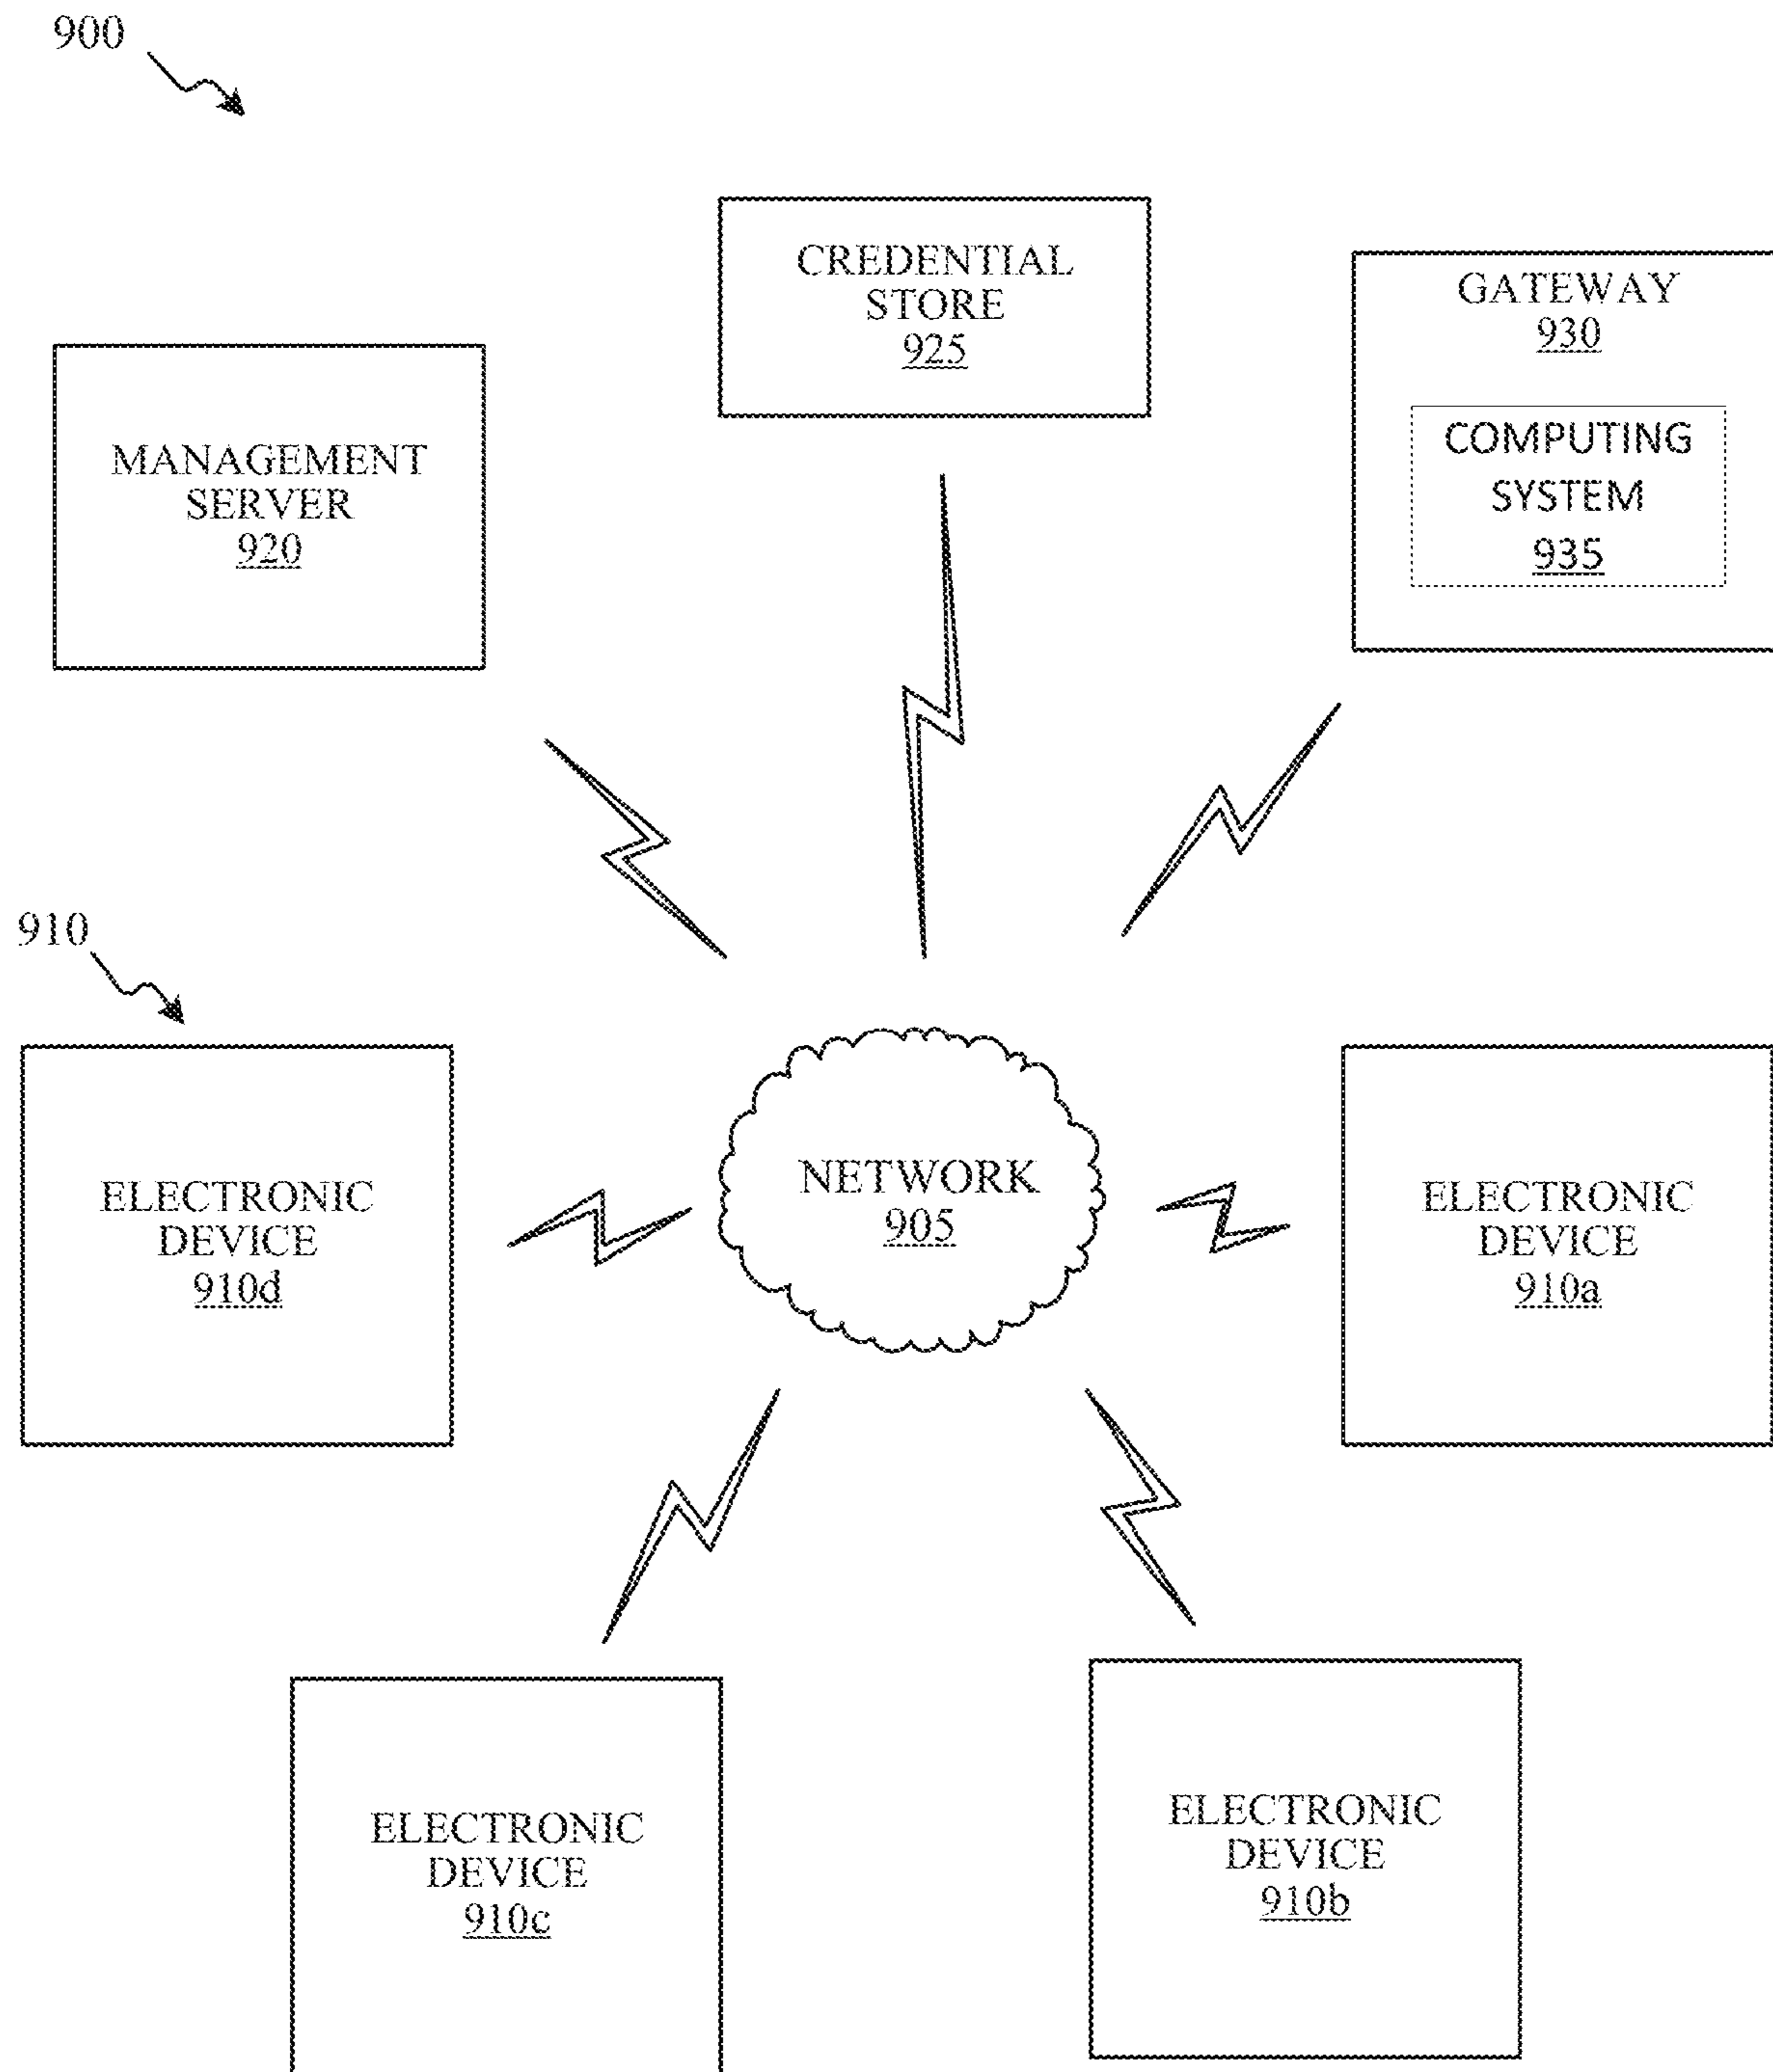 900
CREDENTIAL
STORE
925
GATEWAY
930
COMPUTING
SYSTEM
935
MANAGEMENT
SERVER
920
910
NETWORK
905
ELECTRONIC
DEVICE
910d
ELECTRONIC
DEVICE
910a
ELECTRONIC
DEVICE
910c
ELECTRONIC
DEVICE
910b